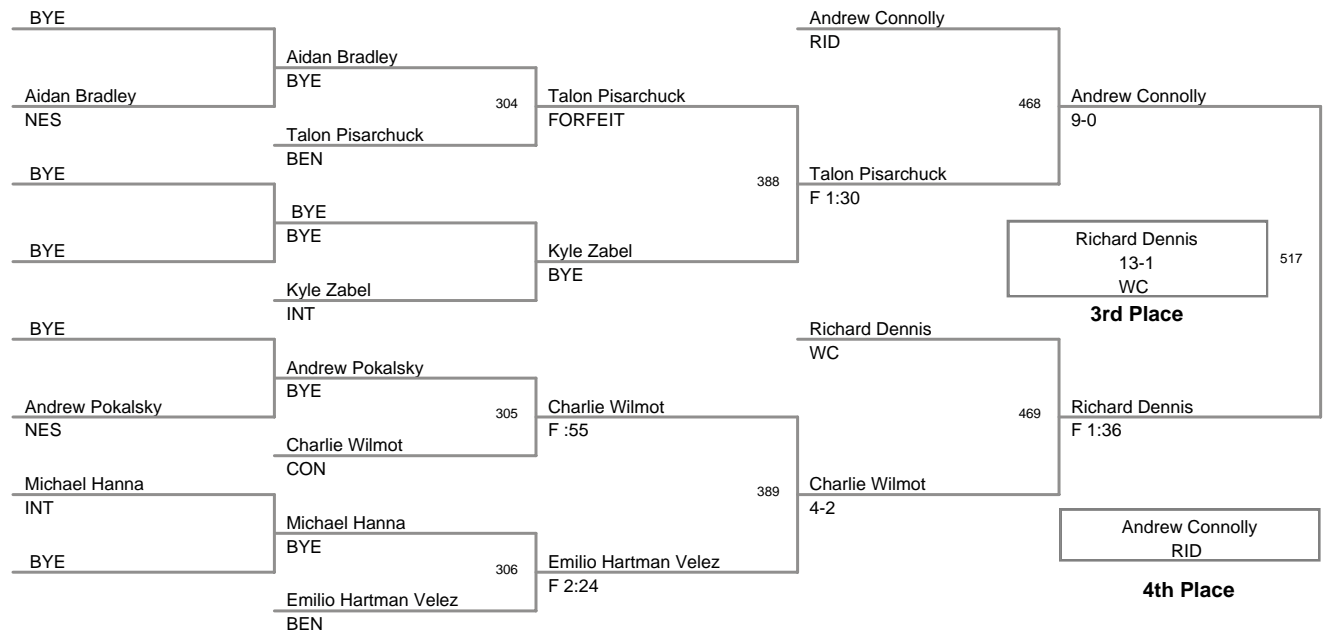 BYE
Aidan Bradley
NES
BYE
BYE
BYE
Andrew Pokalsky
NES
Michael Hanna
INT
BYE
Aidan Bradley
BYE
304
Talon Pisarchuck
BEN
BYE
BYE
Kyle Zabel
INT
Andrew Pokalsky
BYE
305
Charlie Wilmot
CON
Michael Hanna
BYE
306
Emilio Hartman Velez
BEN
Talon Pisarchuck
FORFEIT
388
Kyle Zabel
BYE
Charlie Wilmot
F :55
389
Emilio Hartman Velez
F 2:24
Andrew Connolly
RID
468
Talon Pisarchuck
F 1:30
Richard Dennis
WC
469
Charlie Wilmot
4-2
Andrew Connolly
9-0
Richard Dennis
13-1
WC
517
3rd Place
Richard Dennis
F 1:36
Andrew Connolly
RID
4th Place